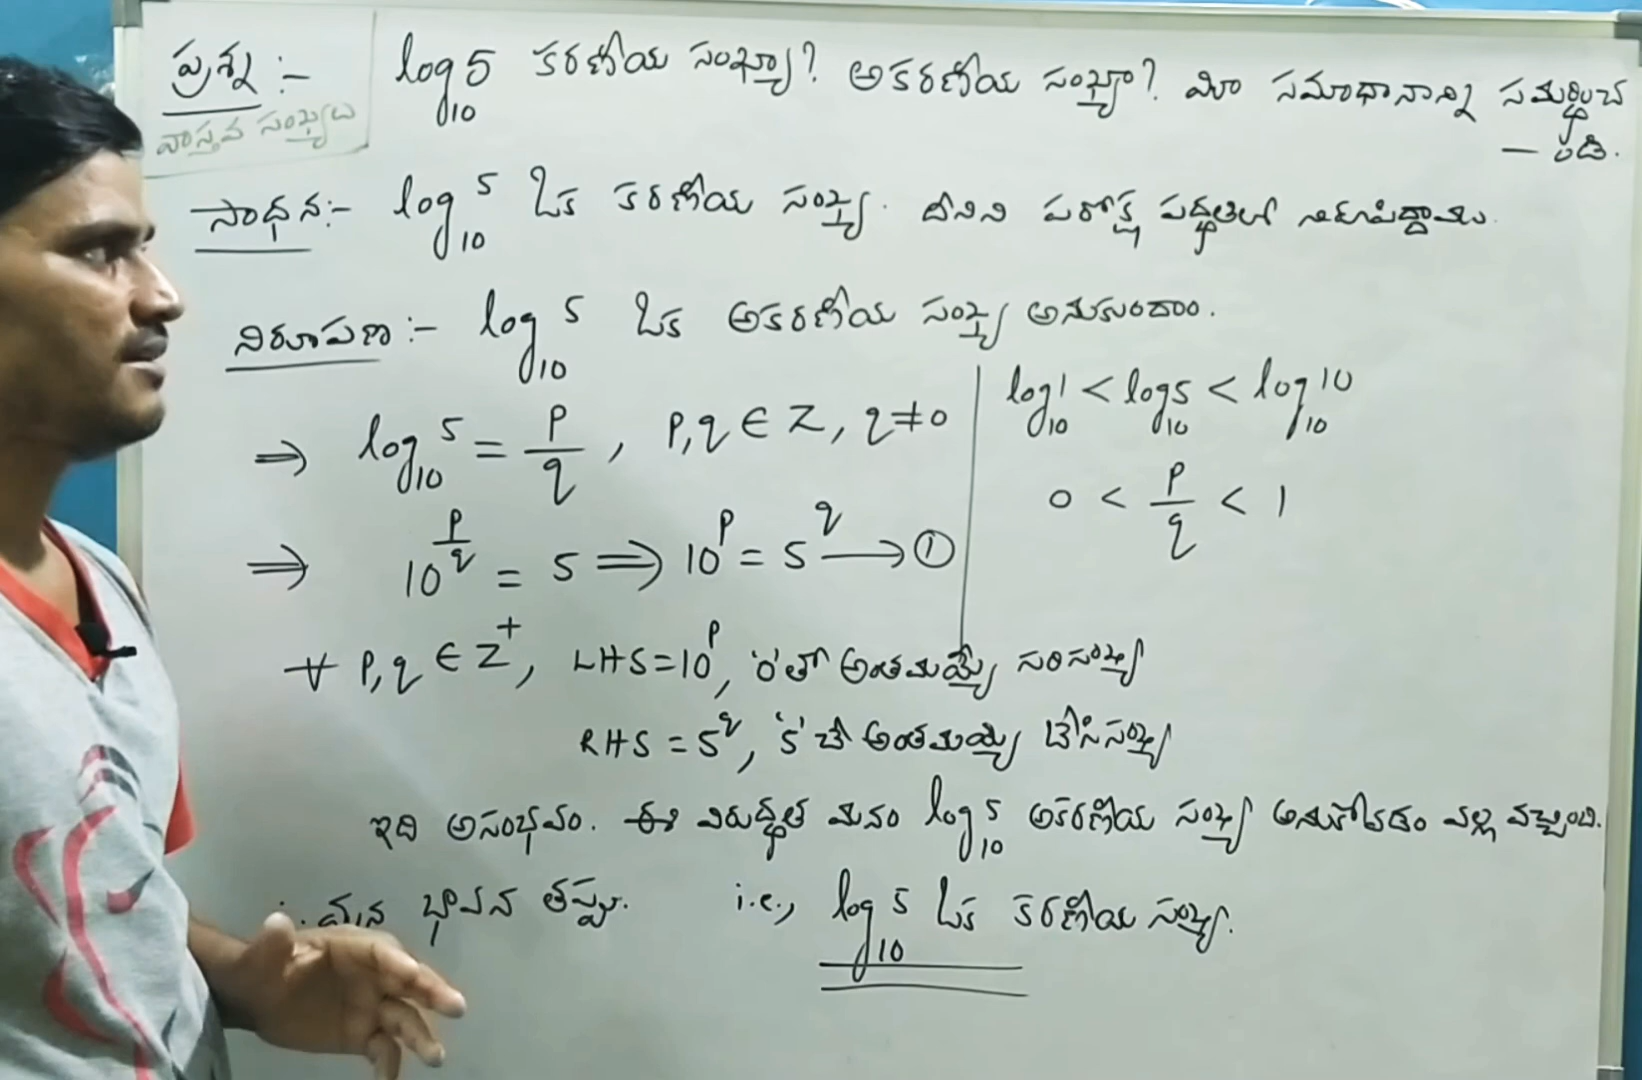 ప్రశ్న :- log₁₀5 కరణీయ సంఖ్యా? అకరణీయ సంఖ్యా? మీ సమాధానాన్ని సమర్థించ
వాస్తవ సంఖ్యలు
— ండి.
సాధన:- log₁₀5 ఒక కరణీయ సంఖ్య. దీనిని పరోక్ష పద్ధతిలో నిరూపిద్దాము.
నిరూపణ :- log₁₀5 ఒక అకరణీయ సంఖ్య అనుకుందాం.
⇒ log₁₀5 = p/q , p,q ∈ Z, q ≠ 0
⇒ 10^(p/q) = 5 ⇒ 10^p = 5^q → ①
log₁₀1 < log₁₀5 < log₁₀10
0 < p/q < 1
∀ p,q ∈ Z⁺, LHS = 10^p, '0'తో అంతమయ్యే సరిసంఖ్య
RHS = 5^q, '5' చే అంతమయ్యే బేసిసంఖ్య
ఇది అసంభవం. ఈ విరుద్ధత మనం log₁₀5 అకరణీయ సంఖ్య అనుకోవడం వల్ల వచ్చింది.
∴ మన భావన తప్పు. i.e., log₁₀5 ఒక కరణీయ సంఖ్య.